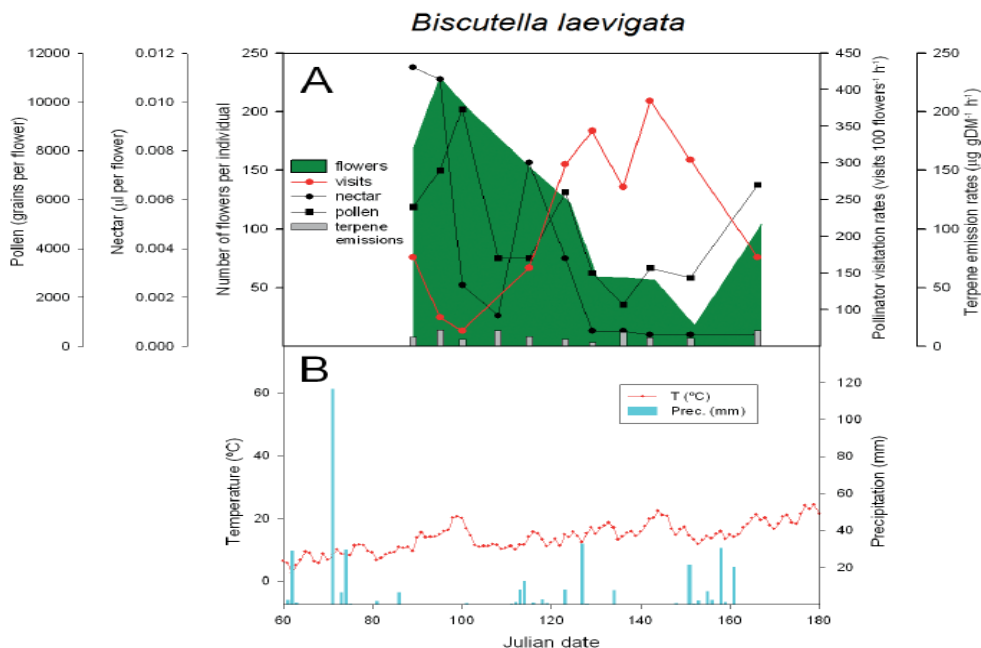 Biscutella laevigata
12000
10000
8000
6000
4000
2000
0
Pollen (grains per flower)
0.012
0.010
0.008
0.006
0.004
0.002
0.000
Nectar (µl per flower)
250
200
150
100
50
Number of flowers per individual
A
flowers
visits
nectar
pollen
terpene
emissions
450
400
350
300
250
200
150
100
Pollinator visitation rates (visits 100 flowers⁻¹ h⁻¹)
250
200
150
100
50
0
Terpene emission rates (µg gDM⁻¹ h⁻¹)
B
T (ºC)
Prec. (mm)
60
40
20
0
Temperature (ºC)
120
100
80
60
40
20
Precipitation (mm)
60
80
100
120
140
160
180
Julian date